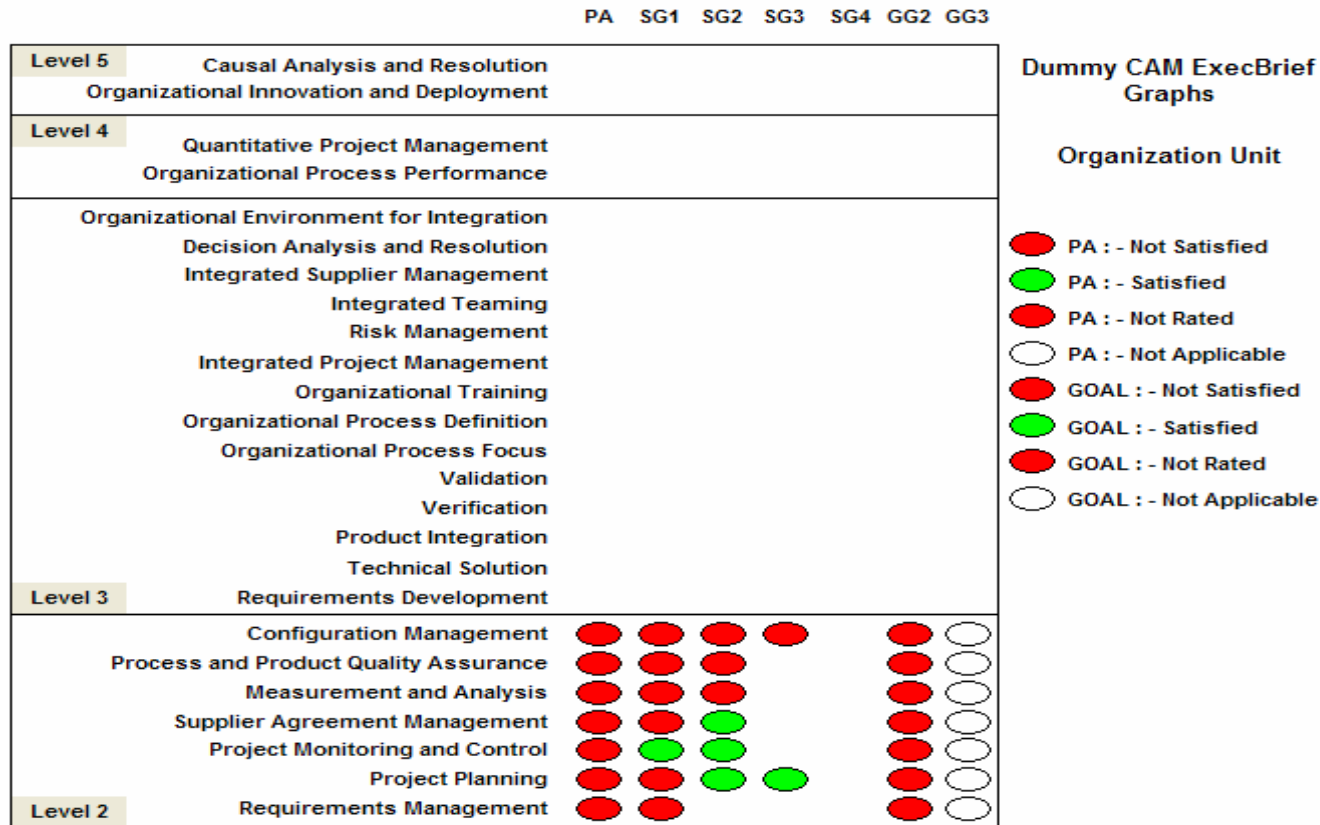 PA SG1 SG2 SG3 SG4 GG2 GG3
Level 5
Causal Analysis and Resolution
Organizational Innovation and Deployment
Level 4
Quantitative Project Management
Organizational Process Performance
Organizational Environment for Integration
Decision Analysis and Resolution
Integrated Supplier Management
Integrated Teaming
Risk Management
Integrated Project Management
Organizational Training
Organizational Process Definition
Organizational Process Focus
Validation
Verification
Product Integration
Technical Solution
Level 3
Requirements Development
Configuration Management
Process and Product Quality Assurance
Measurement and Analysis
Supplier Agreement Management
Project Monitoring and Control
Project Planning
Level 2
Requirements Management
Dummy CAM ExecBrief
Graphs
Organization Unit
PA : - Not Satisfied
PA : - Satisfied
PA : - Not Rated
PA : - Not Applicable
GOAL : - Not Satisfied
GOAL : - Satisfied
GOAL : - Not Rated
GOAL : - Not Applicable